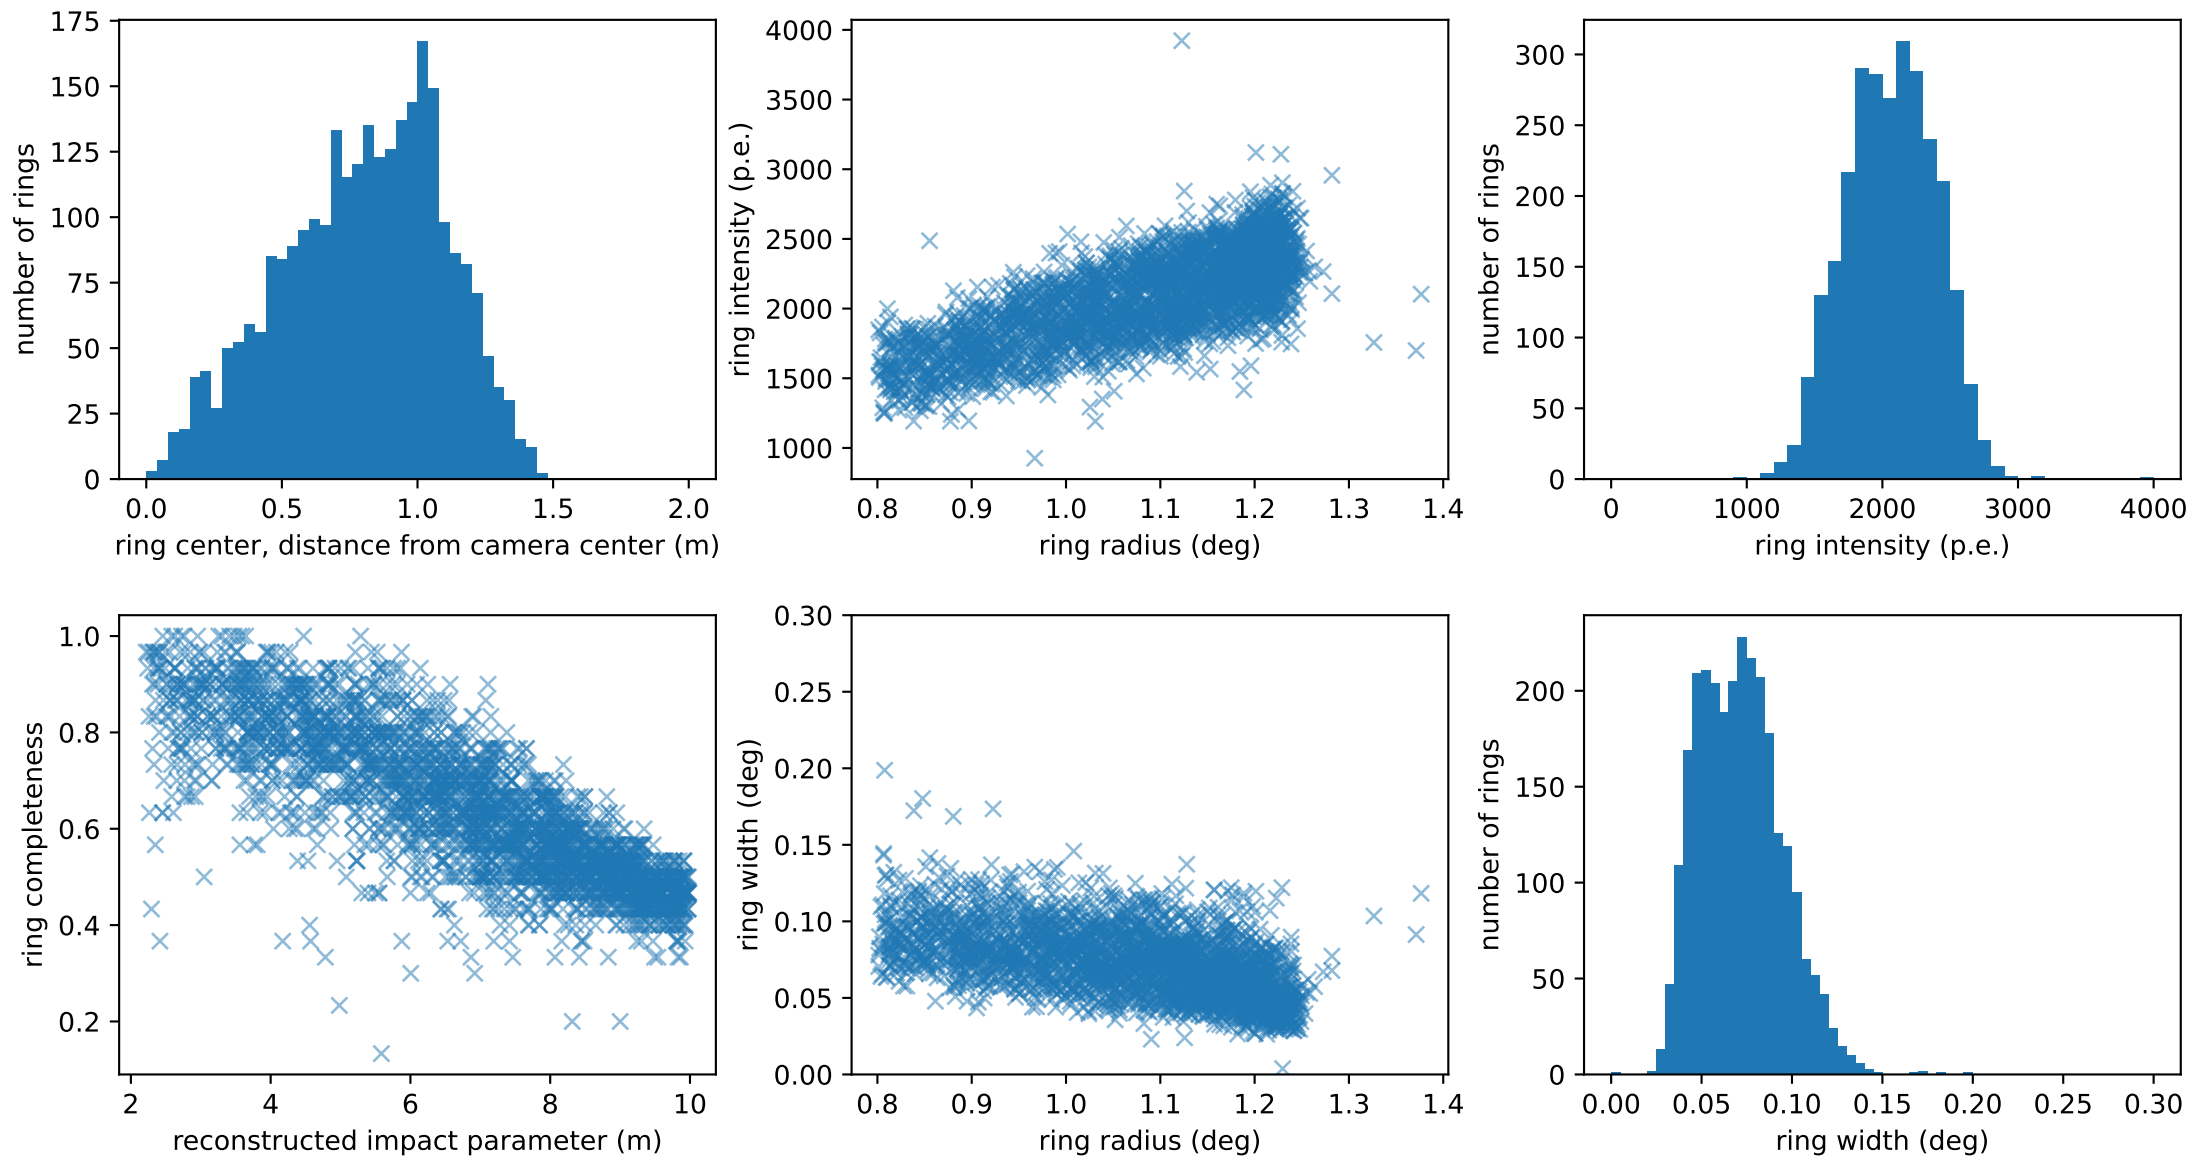 175
150
125
100
75
50
25
0
number of rings
0.0 0.5 1.0 1.5 2.0
ring center, distance from camera center (m)
4000
3500
3000
2500
2000
1500
1000
ring intensity (p.e.)
0.8 0.9 1.0 1.1 1.2 1.3 1.4
ring radius (deg)
300
250
200
150
100
50
0
number of rings
0 1000 2000 3000 4000
ring intensity (p.e.)
1.0
0.8
0.6
0.4
0.2
ring completeness
2 4 6 8 10
reconstructed impact parameter (m)
0.30
0.25
0.20
0.15
0.10
0.05
0.00
ring width (deg)
0.8 0.9 1.0 1.1 1.2 1.3 1.4
ring radius (deg)
200
150
100
50
0
number of rings
0.00 0.05 0.10 0.15 0.20 0.25 0.30
ring width (deg)